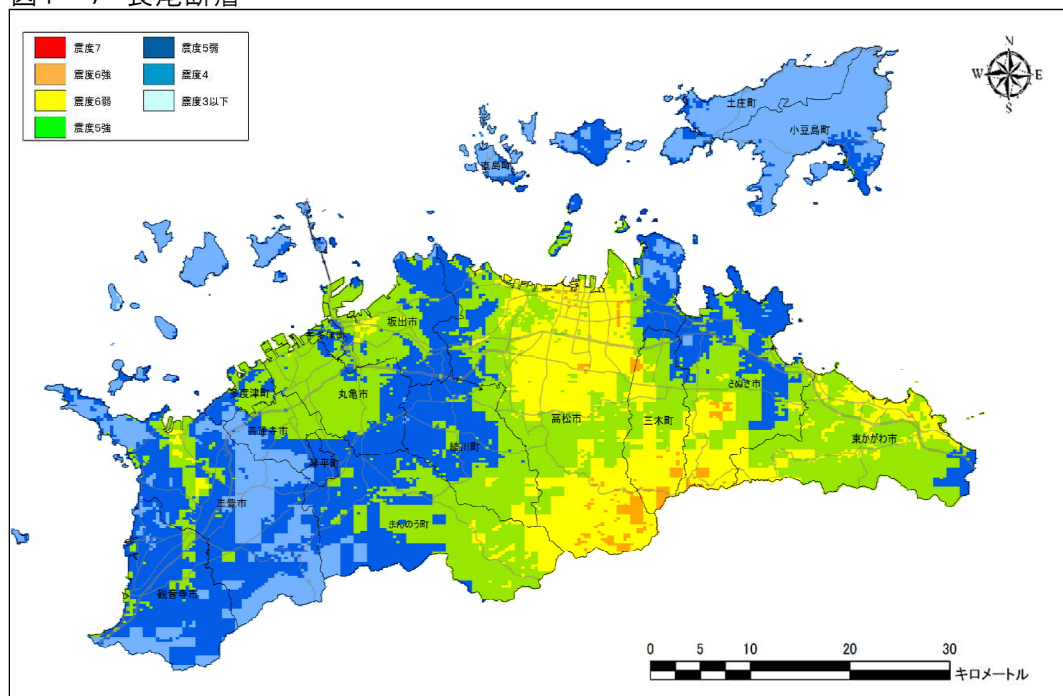 震度7
震度5弱
震度6強
震度4
震度6弱
震度3以下
震度5強
N
W
E
S
土庄町
小豆島町
直島町
坂出市
宇多津町
さぬき市
多度津町
丸亀市
高松市
三木町
善通寺市
東かがわ市
綾川町
琴平町
三豊市
まんのう町
観音寺市
0 5 10 20 30
キロメートル